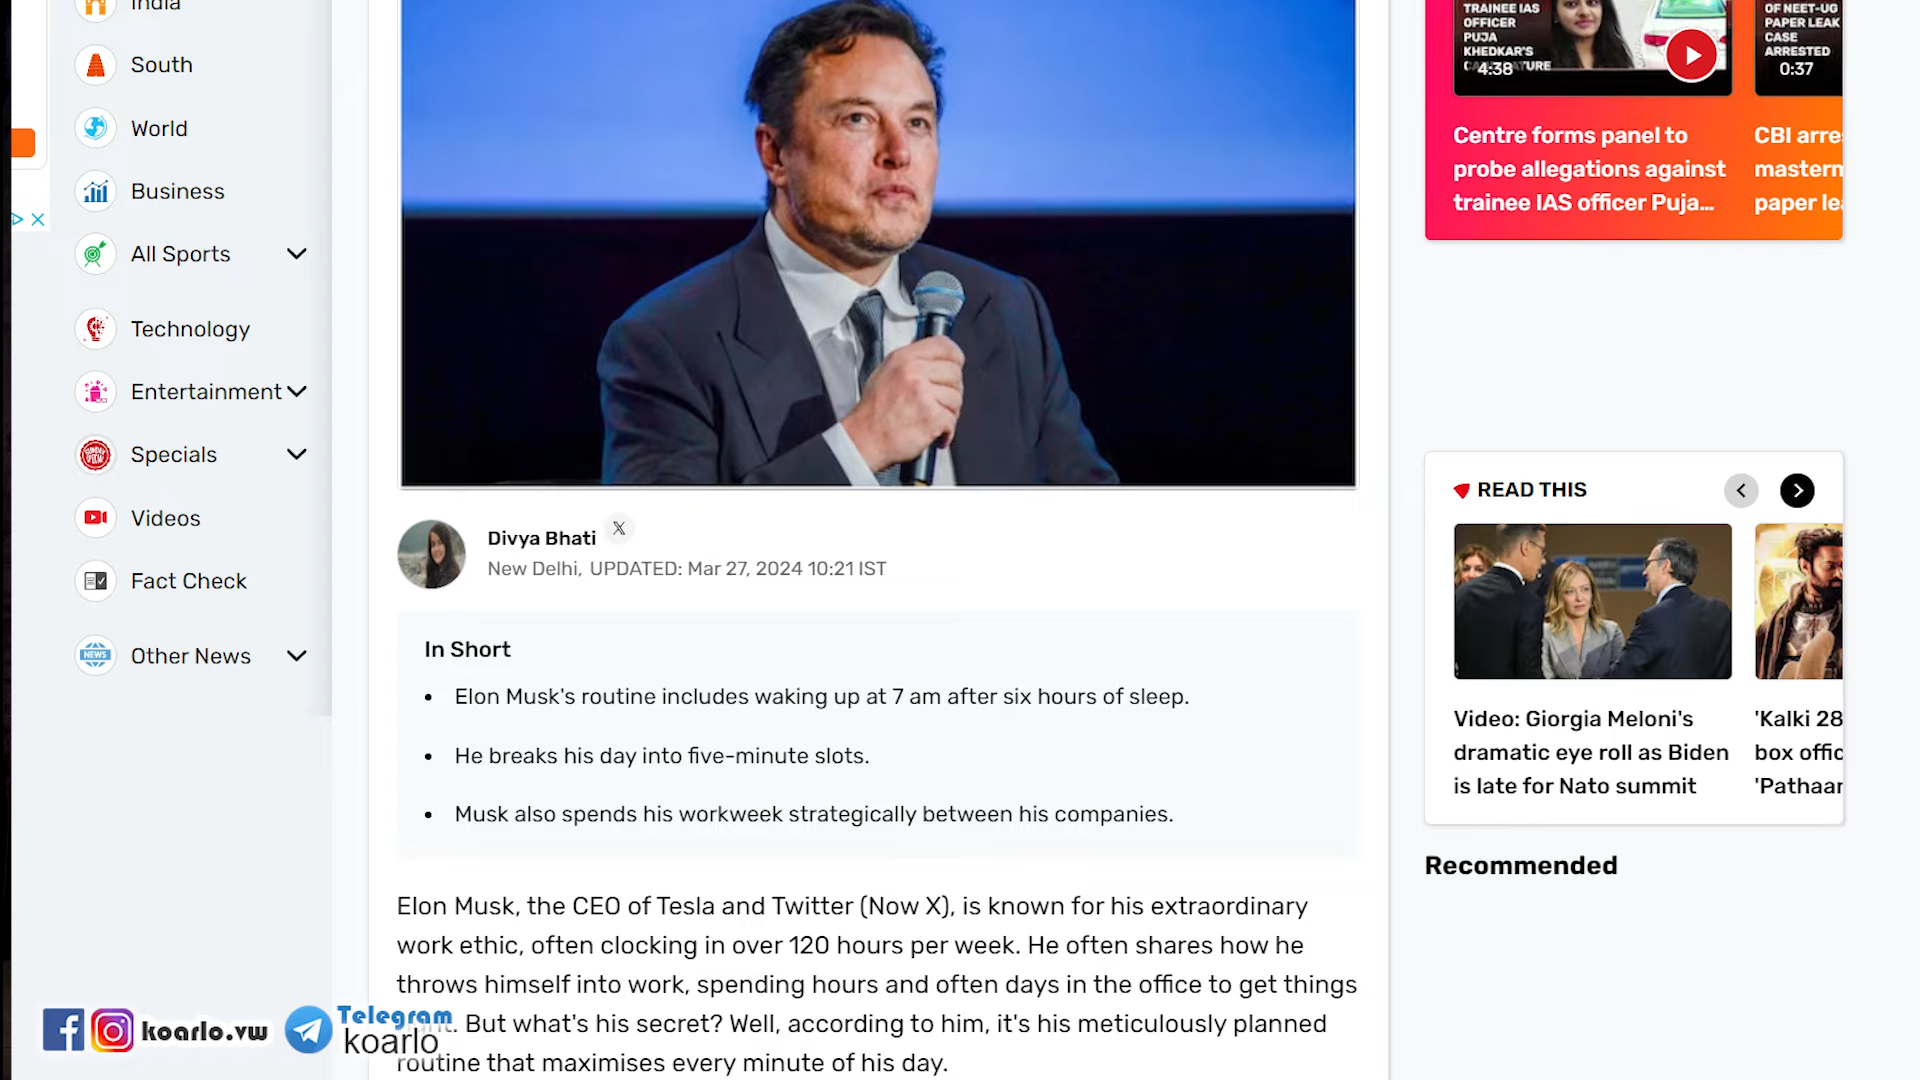 India
South
World
Business
All Sports
Technology
Entertainment
Specials
Videos
Fact Check
NEWS
Other News
Divya Bhati
New Delhi, UPDATED: Mar 27, 2024 10:21 IST
In Short
• Elon Musk's routine includes waking up at 7 am after six hours of sleep.
• He breaks his day into five-minute slots.
• Musk also spends his workweek strategically between his companies.
Elon Musk, the CEO of Tesla and Twitter (Now X), is known for his extraordinary
work ethic, often clocking in over 120 hours per week. He often shares how he
throws himself into work, spending hours and often days in the office to get things
But what's his secret? Well, according to him, it's his meticulously planned
routine that maximises every minute of his day.
TRAINEE IAS
OFFICER
PUJA
KHEDKAR'S
4:38
Centre forms panel to
probe allegations against
trainee IAS officer Puja...
OF NEET-UG
PAPER LEAK
CASE
ARRESTED
0:37
CBI arre
masterm
paper lea
READ THIS
Video: Giorgia Meloni's
dramatic eye roll as Biden
is late for Nato summit
'Kalki 28
box offic
'Pathaan
Recommended
koarlo.vw
Telegram
koarlo